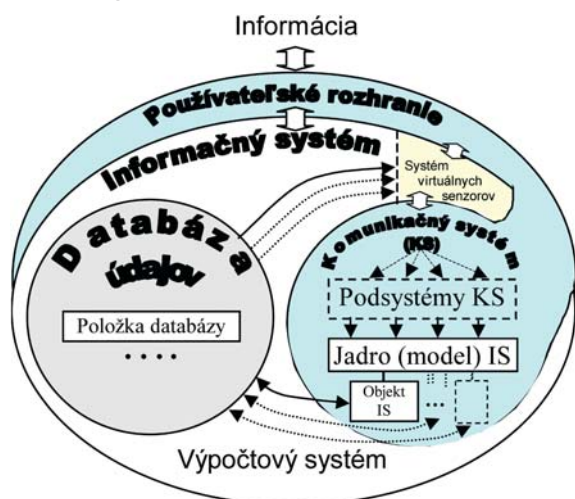 Informácia
Používateľské rozhranie
Informačný systém
Systém
virtuálnych
senzorov
Databáza
údajov
Položka databázy
....
Komunikačný systém
(KS)
Podsystémy KS
Jadro (model) IS
Objekt
IS
...
Výpočtový systém